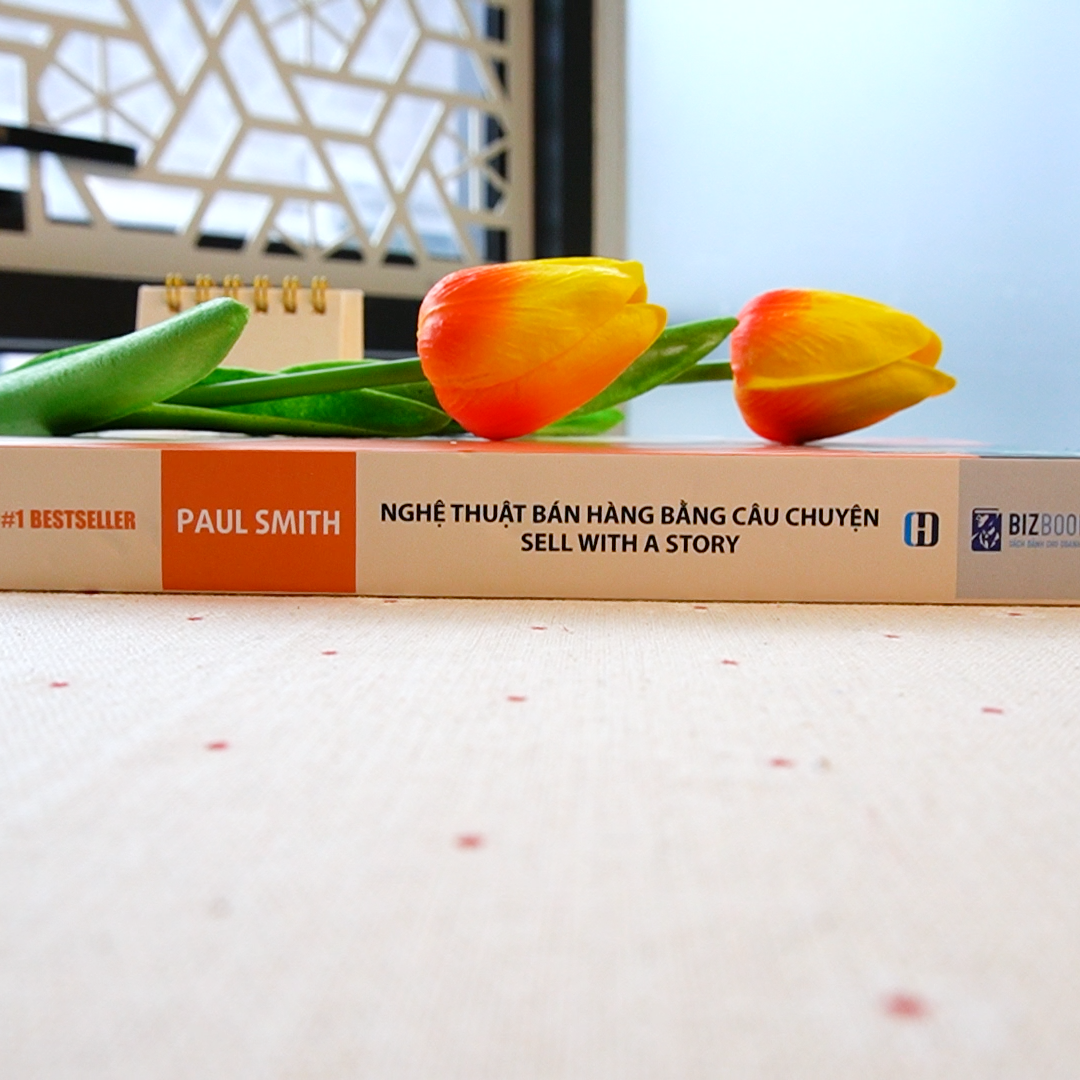 #1 BESTSELLER
PAUL SMITH
NGHỆ THUẬT BÁN HÀNG BẰNG CÂU CHUYỆN
SELL WITH A STORY
H
BIZBOO